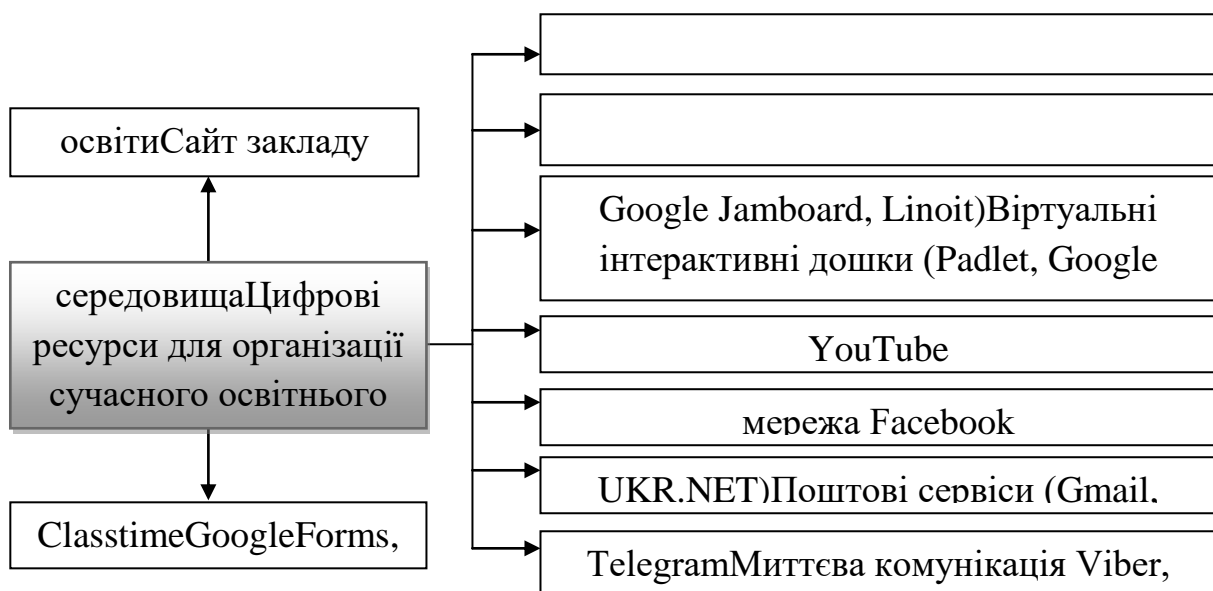 освітиСайт закладу
середовищаЦифрові
ресурси для організації
сучасного освітнього
ClasstimeGoogleForms,
Google Jamboard, Linoit)Віртуальні
інтерактивні дошки (Padlet, Google
YouTube
мережа Facebook
UKR.NET)Поштові сервіси (Gmail,
TelegramМиттєва комунікація Viber,